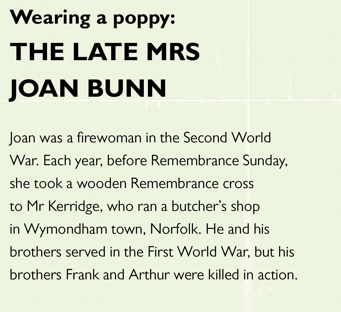 Wearing a poppy:
THE LATE MRS
JOAN BUNN
Joan was a firewoman in the Second World
War. Each year, before Remembrance Sunday,
she took a wooden Remembrance cross
to Mr Kerridge, who ran a butcher’s shop
in Wymondham town, Norfolk. He and his
brothers served in the First World War, but his
brothers Frank and Arthur were killed in action.